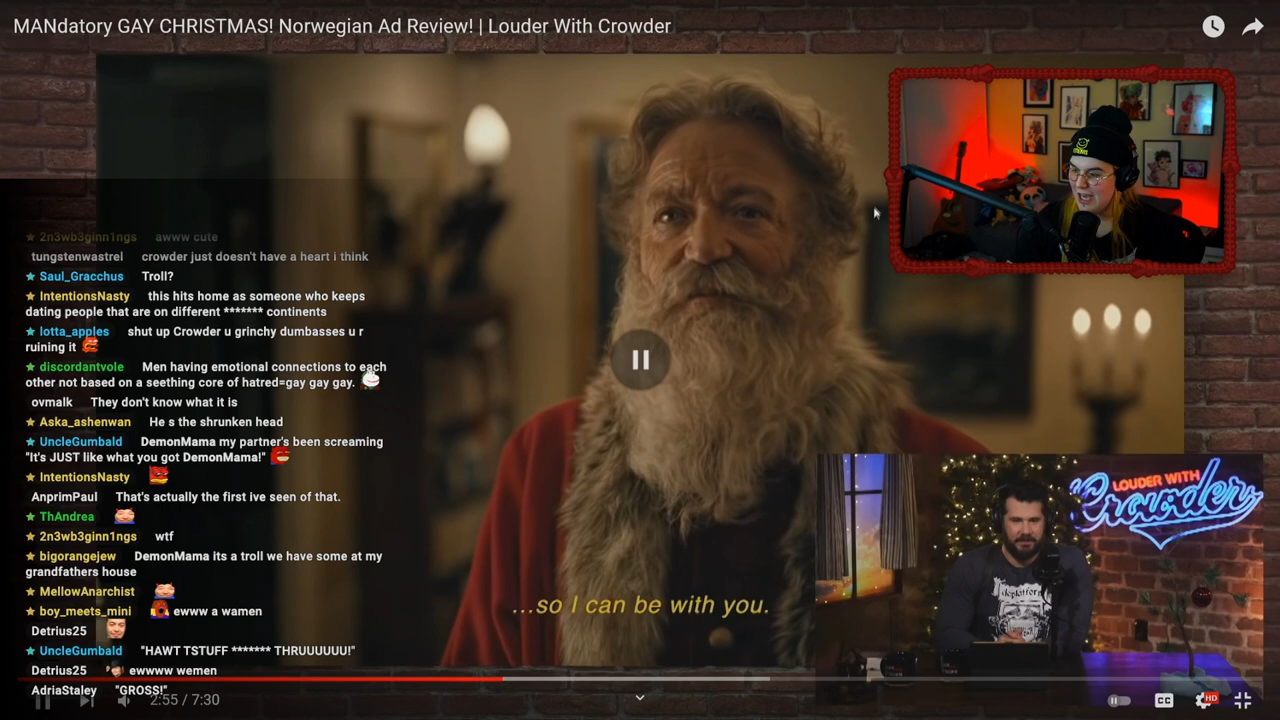 MANdatory GAY CHRISTMAS! Norwegian Ad Review! | Louder With Crowder
2n3wb3ginn1ngs awww cute
tungstenwastrel crowder just doesn't have a heart i think
Saul_Gracchus Troll?
IntentionsNasty this hits home as someone who keeps
dating people that are on different ******* continents
lotta_apples shut up Crowder u grinchy dumbasses u r
ruining it
discordantvole Men having emotional connections to each
other not based on a seething core of hatred=gay gay gay.
ovmalk They don't know what it is
Aska_ashenwan He s the shrunken head
UncleGumbald DemonMama my partner's been screaming
"It's JUST like what you got DemonMama!"
IntentionsNasty
AnprimPaul That's actually the first ive seen of that.
ThAndrea
2n3wb3ginn1ngs wtf
bigorangejew DemonMama its a troll we have some at my
grandfathers house
MellowAnarchist
boy_meets_mini ewww a wamen
Detrius25
UncleGumbald "HAWT TSTUFF ******* THRUUUUUU!"
Detrius25 ewwww wemen
AdriaStaley "GROSS!"
...so I can be with you.
LOUDER WITH
Crowder
2:55 / 7:30
CC
HD